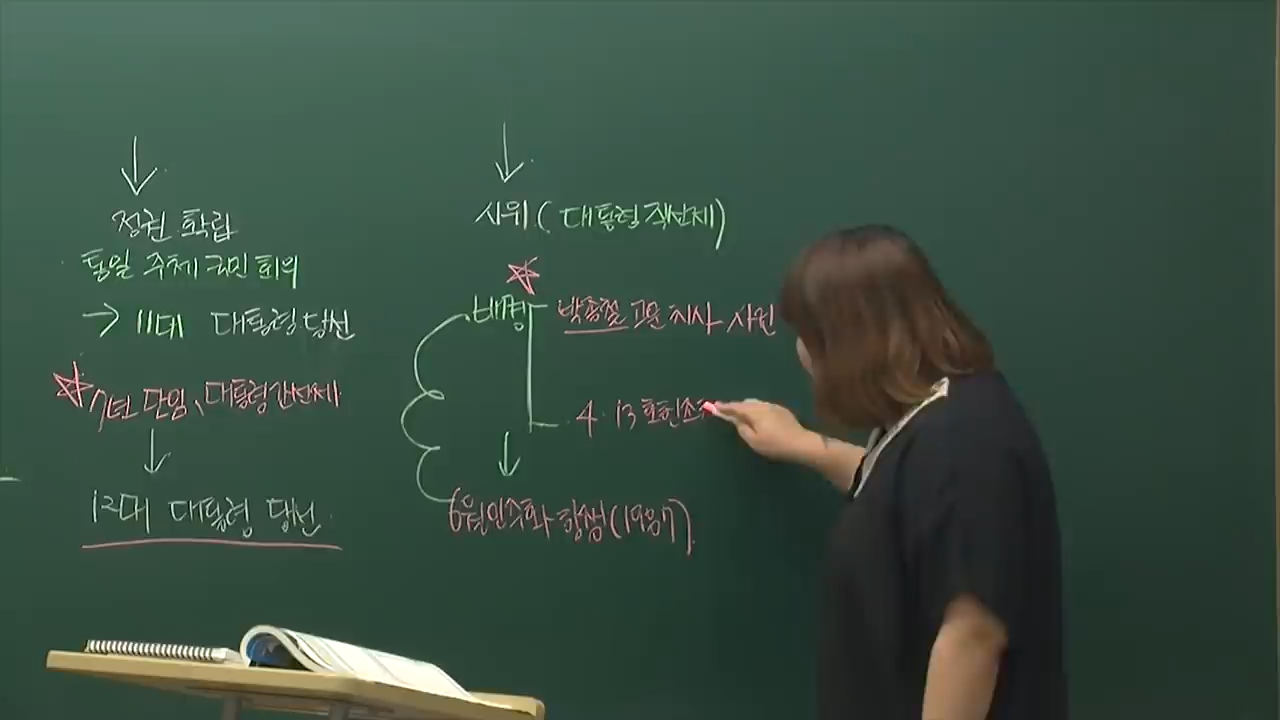 정권 확립
통일 주체 국민 회의
→ 11대 대통령 당선
☆ 7년 단임, 대통령 간선제
12대 대통령 당선
시위 (대통령 직선제)
☆
배경
박종철 고문 치사 사건
4·13 호헌조치
6월민주화 항쟁(1987)